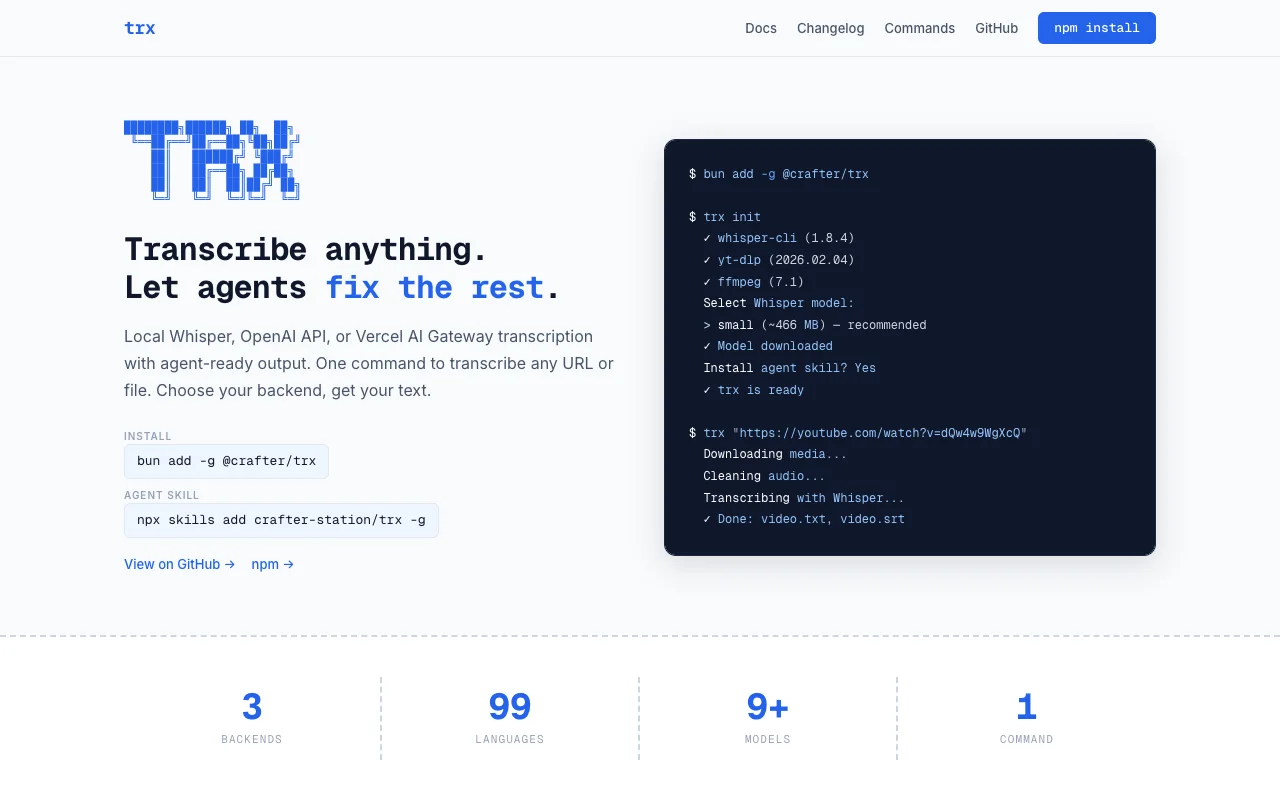 trx
Docs
Changelog
Commands
GitHub
npm install
TRX
Transcribe anything.
Let agents fix the rest.
Local Whisper, OpenAI API, or Vercel AI Gateway transcription
with agent-ready output. One command to transcribe any URL or
file. Choose your backend, get your text.
INSTALL
bun add -g @crafter/trx
AGENT SKILL
npx skills add crafter-station/trx -g
View on GitHub →
npm →
$ bun add -g @crafter/trx
$ trx init
✓ whisper-cli (1.8.4)
✓ yt-dlp (2026.02.04)
✓ ffmpeg (7.1)
Select Whisper model:
> small (~466 MB) — recommended
✓ Model downloaded
Install agent skill? Yes
✓ trx is ready
$ trx "https://youtube.com/watch?v=dQw4w9WgXcQ"
Downloading media...
Cleaning audio...
Transcribing with Whisper...
✓ Done: video.txt, video.srt
3
BACKENDS
99
LANGUAGES
9+
MODELS
1
COMMAND